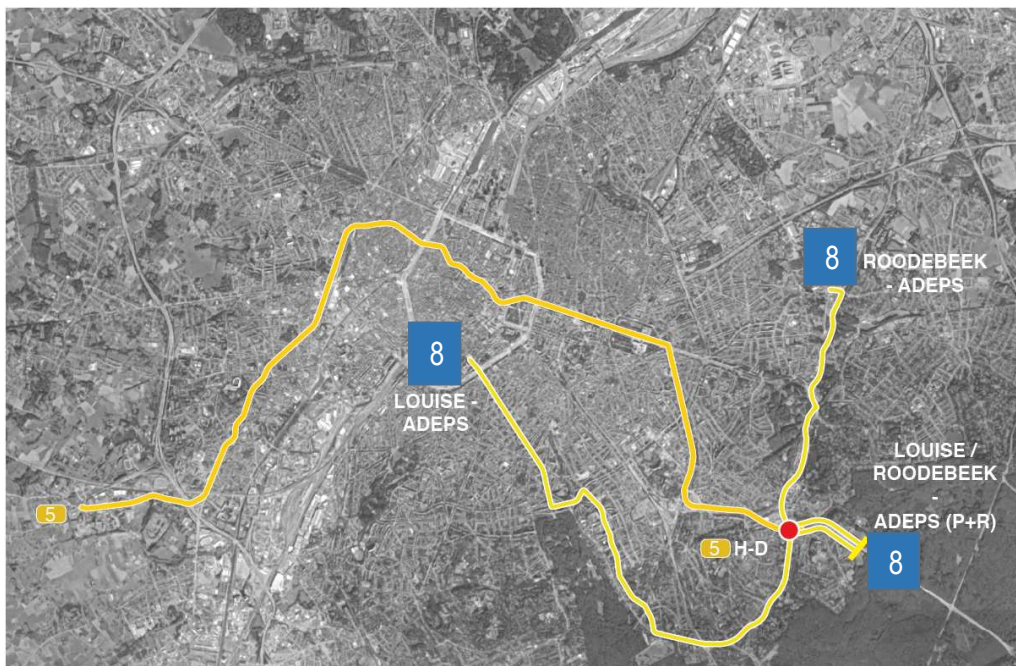 8
ROODEBEEK
- ADEPS
8
LOUISE -
ADEPS
LOUISE /
ROODEBEEK
-
ADEPS (P+R)
5
5 H-D
8